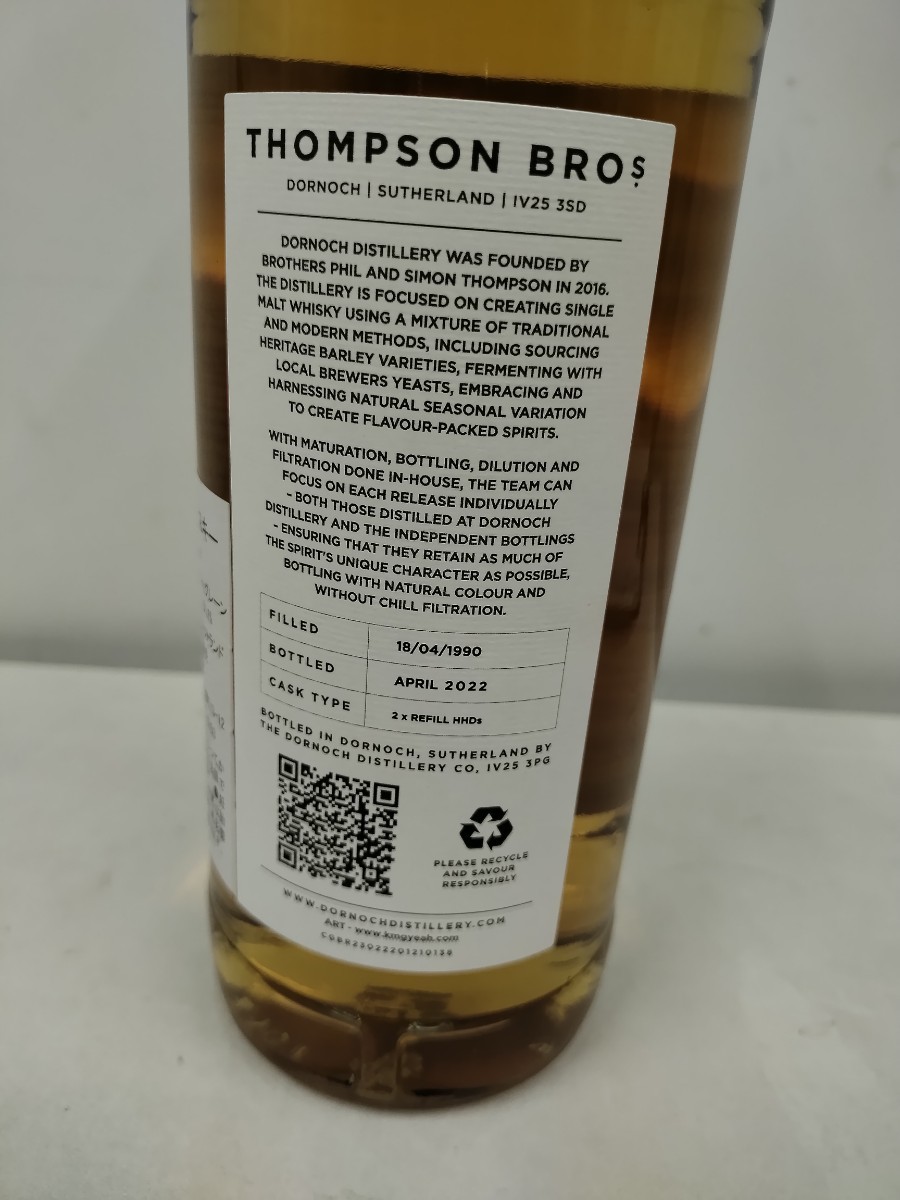 THOMPSON BROS
DORNOCH | SUTHERLAND | IV25 3SD
DORNOCH DISTILLERY WAS FOUNDED BY
BROTHERS PHIL AND SIMON THOMPSON IN 2016.
THE DISTILLERY IS FOCUSED ON CREATING SINGLE
MALT WHISKY USING A MIXTURE OF TRADITIONAL
AND MODERN METHODS, INCLUDING SOURCING
HERITAGE BARLEY VARIETIES, FERMENTING WITH
LOCAL BREWERS YEASTS, EMBRACING AND
HARNESSING NATURAL SEASONAL VARIATION
TO CREATE FLAVOUR-PACKED SPIRITS.
WITH MATURATION, BOTTLING, DILUTION AND
FILTRATION DONE IN-HOUSE, THE TEAM CAN
FOCUS ON EACH RELEASE INDIVIDUALLY
- BOTH THOSE DISTILLED AT DORNOCH
DISTILLERY AND THE INDEPENDENT BOTTLINGS
- ENSURING THAT THEY RETAIN AS MUCH OF
THE SPIRIT'S UNIQUE CHARACTER AS POSSIBLE,
BOTTLING WITH NATURAL COLOUR AND
WITHOUT CHILL FILTRATION.
FILLED 18/04/1990
BOTTLED APRIL 2022
CASK TYPE 2 x REFILL HHDs
BOTTLED IN DORNOCH, SUTHERLAND BY
THE DORNOCH DISTILLERY CO, IV25 3PG
PLEASE RECYCLE
AND SAVOUR
RESPONSIBLY
WWW.DORNOCHDISTILLERY.COM
ART - www.kmgyeah.com